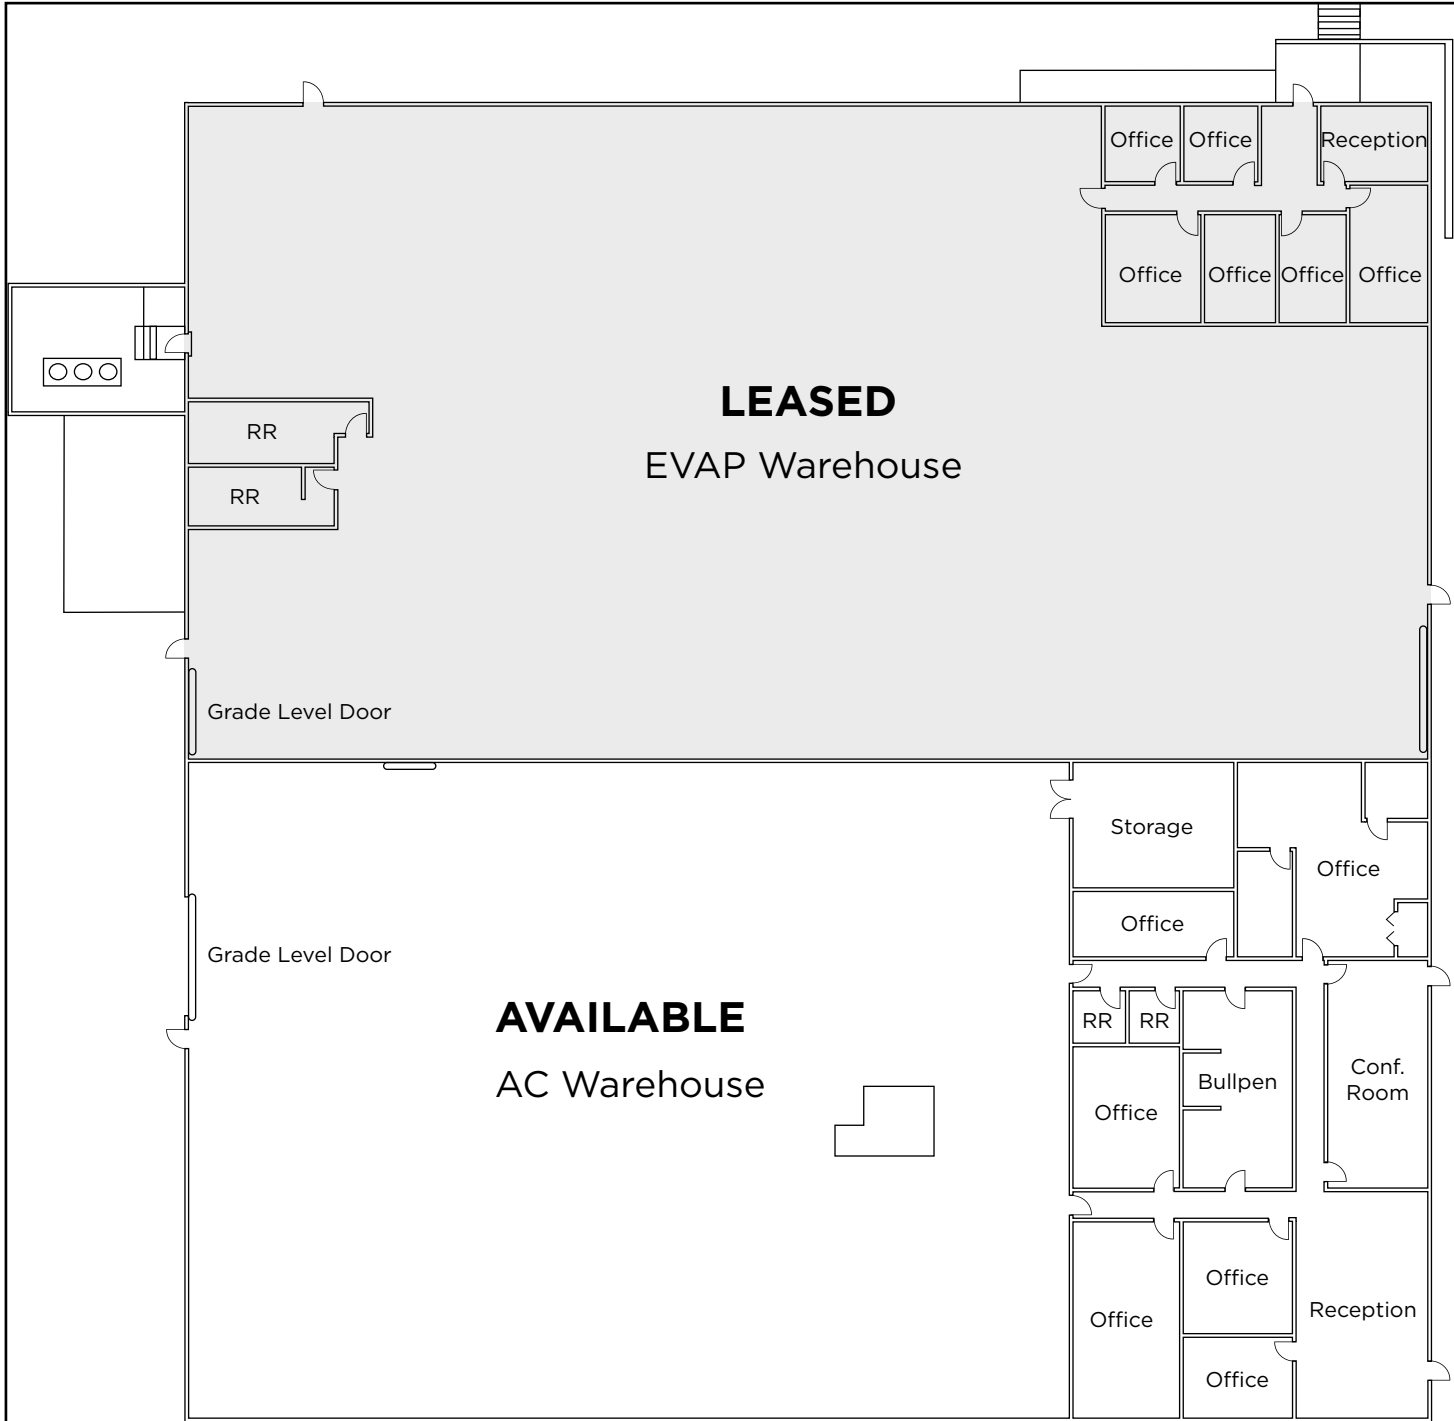 Office
Office
Reception
Office
Office
Office
Office
LEASED
EVAP Warehouse
RR
RR
Grade Level Door
Storage
Office
Office
Grade Level Door
AVAILABLE
AC Warehouse
RR
RR
Bullpen
Conf.
Room
Office
Office
Office
Reception
Office